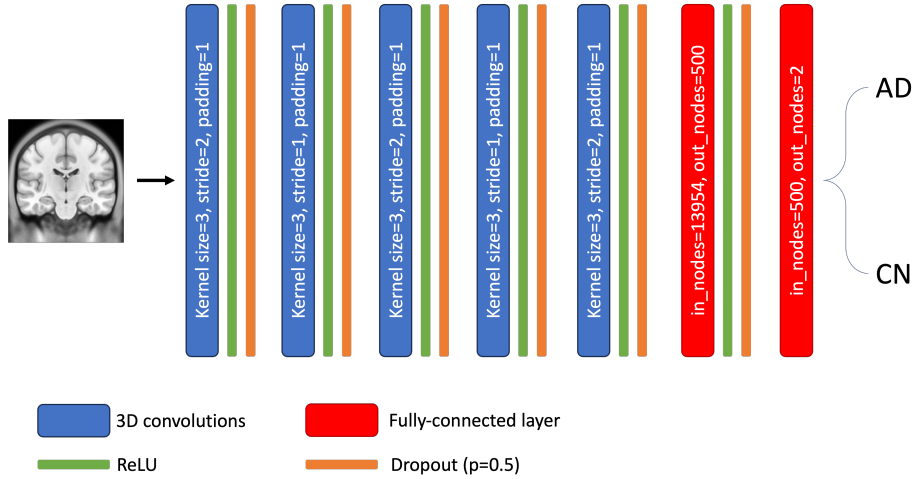 Kernel size=3, stride=2, padding=1
Kernel size=3, stride=1, padding=1
Kernel size=3, stride=2, padding=1
Kernel size=3, stride=1, padding=1
Kernel size=3, stride=2, padding=1
in_nodes=13954, out_nodes=500
in_nodes=500, out_nodes=2
AD
CN
3D convolutions
Fully-connected layer
ReLU
Dropout (p=0.5)